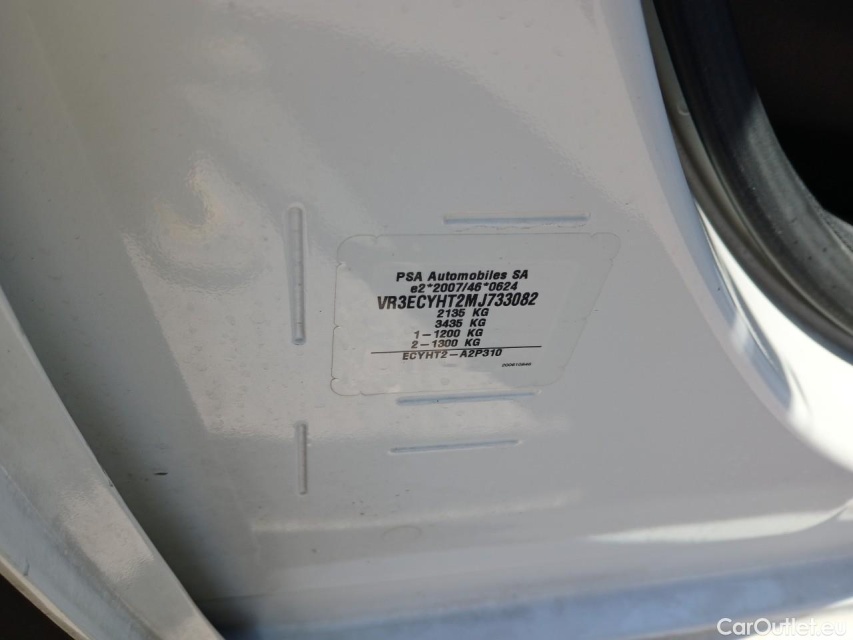 PSA Automobiles SA
e2*2007/46*0624
VR3ECYHT2MJ733082
2135 KG
3435 KG
1-1200 KG
2-1300 KG
ECYHT2-A2P310
CarOutlet.eu